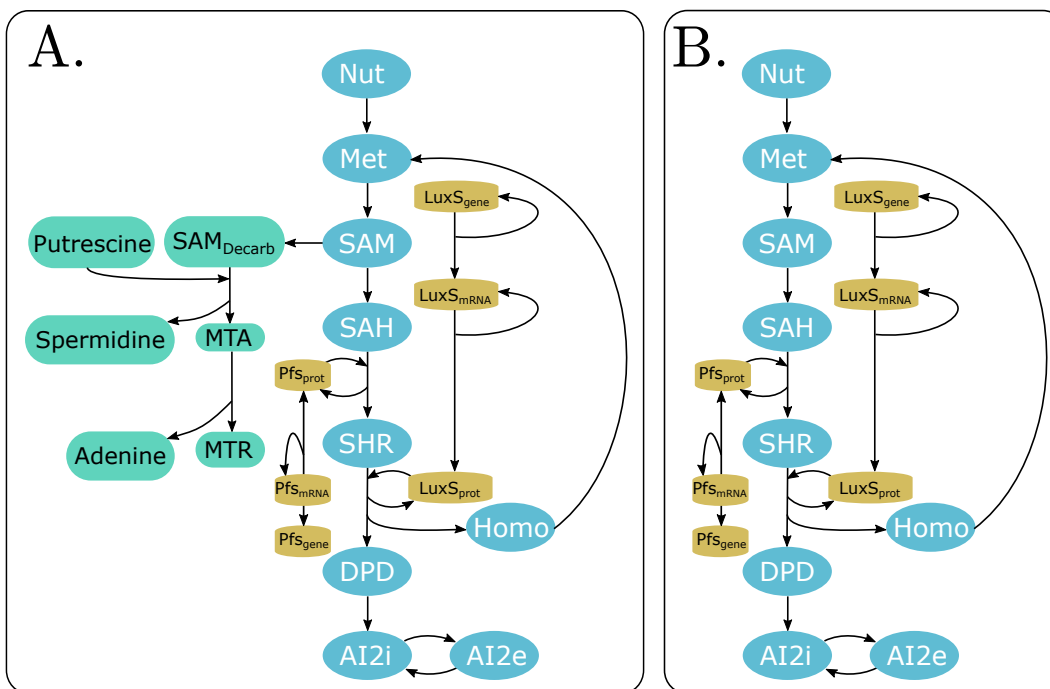 A.
Nut
Met
LuxSgene
Putrescine
SAMDecarb
SAM
LuxSmRNA
Spermidine
MTA
SAH
Pfsprot
Adenine
MTR
SHR
PfsmRNA
LuxSprot
Homo
Pfsgene
DPD
AI2i
AI2e
B.
Nut
Met
LuxSgene
SAM
LuxSmRNA
SAH
Pfsprot
SHR
PfsmRNA
LuxSprot
Homo
Pfsgene
DPD
AI2i
AI2e